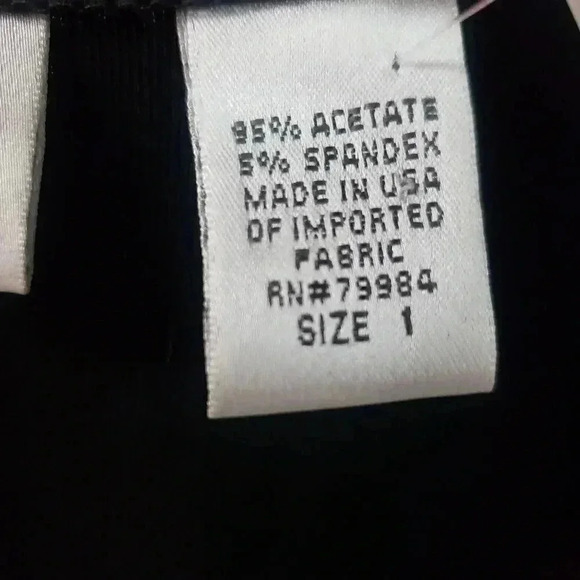 95% ACETATE
5% SPANDEX
MADE IN USA
OF IMPORTED
FABRIC
RN#79984
SIZE 1